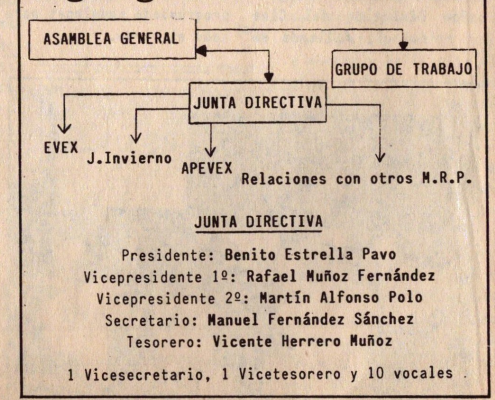 ASAMBLEA GENERAL
GRUPO DE TRABAJO
JUNTA DIRECTIVA
EVEX
J.Invierno
APEVEX
Relaciones con otros M.R.P.
JUNTA DIRECTIVA
Presidente: Benito Estrella Pavo
Vicepresidente 1º: Rafael Muñoz Fernández
Vicepresidente 2º: Martín Alfonso Polo
Secretario: Manuel Fernández Sánchez
Tesorero: Vicente Herrero Muñoz
1 Vicesecretario, 1 Vicetesorero y 10 vocales .